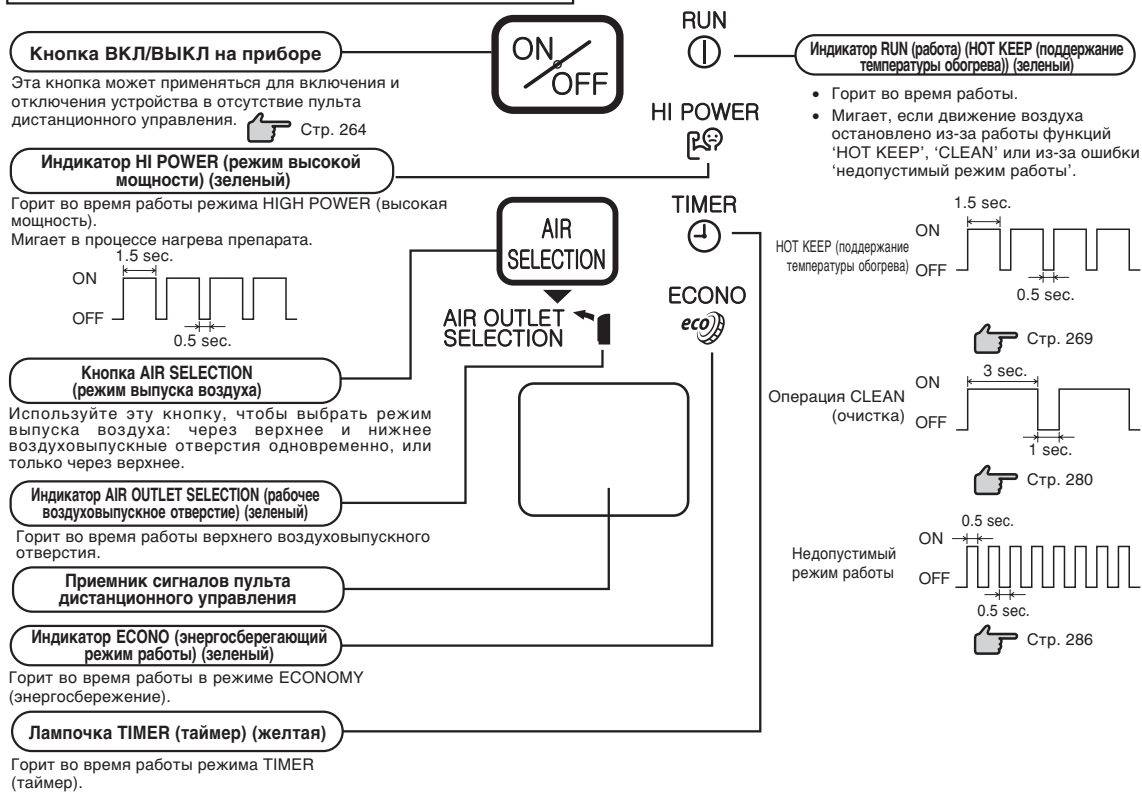 Кнопка ВКЛ/ВЫКЛ на приборе
Эта кнопка может применяться для включения и
отключения устройства в отсутствие пульта
дистанционного управления.
Стр. 264
Индикатор HI POWER (режим высокой
мощности) (зеленый)
Горит во время работы режима HIGH POWER (высокая
мощность).
Мигает в процессе нагрева препарата.
1.5 sec.
ON
OFF
0.5 sec.
Кнопка AIR SELECTION
(режим выпуска воздуха)
Используйте эту кнопку, чтобы выбрать режим
выпуска воздуха: через верхнее и нижнее
воздуховыпускные отверстия одновременно, или
только через верхнее.
Индикатор AIR OUTLET SELECTION (рабочее
воздуховыпускное отверстие) (зеленый)
Горит во время работы верхнего воздуховыпускного
отверстия.
Приемник сигналов пульта
дистанционного управления
Индикатор ECONO (энергосберегающий
режим работы) (зеленый)
Горит во время работы в режиме ECONOMY
(энергосбережение).
Лампочка TIMER (таймер) (желтая)
Горит во время работы режима TIMER
(таймер).
ON
OFF
AIR
SELECTION
AIR OUTLET
SELECTION
RUN
HI POWER
TIMER
ECONO
eco
Индикатор RUN (работа) (HOT KEEP (поддержание
температуры обогрева)) (зеленый)
• Горит во время работы.
• Мигает, если движение воздуха
остановлено из-за работы функций
‘HOT KEEP’, ‘CLEAN’ или из-за ошибки
‘недопустимый режим работы’.
1.5 sec.
HOT KEEP (поддержание
температуры обогрева)
ON
OFF
0.5 sec.
Стр. 269
3 sec.
Операция CLEAN
(очистка)
ON
OFF
1 sec.
Стр. 280
0.5 sec.
Недопустимый
режим работы
ON
OFF
0.5 sec.
Стр. 286